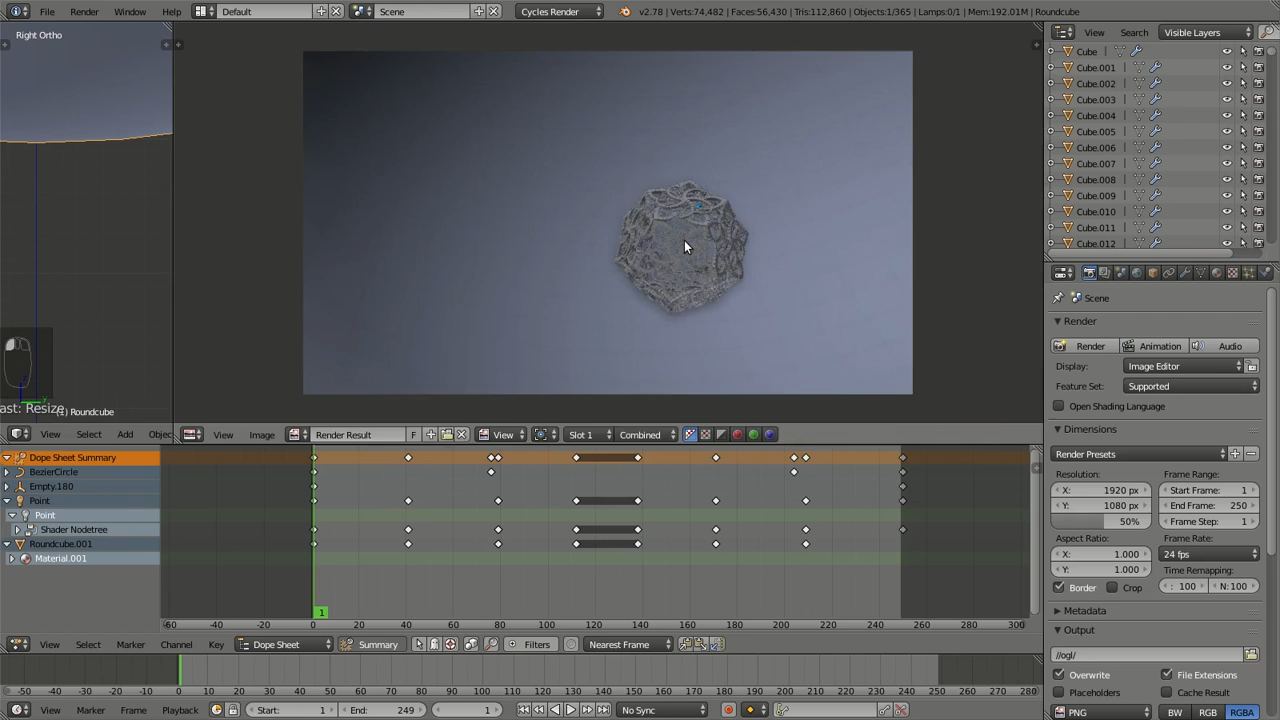 File Render Window Help Default Scene Cycles Render v2.78 | Verts:74,482 | Faces:56,430 | Tris:112,860 | Objects:1/365 | Lamps:0/1 | Mem:192.01M | Roundcube
Right Ortho
View Search Visible Layers
Cube
Cube.001
Cube.002
Cube.003
Cube.004
Cube.005
Cube.006
Cube.007
Cube.008
Cube.009
Cube.010
Cube.011
Cube.012
Scene
Render
Render Animation Audio
Display: Image Editor
Feature Set: Supported
Open Shading Language
Dimensions
Render Presets
Resolution: Frame Range:
X: 1920 px Start Frame: 1
Y: 1080 px End Frame: 250
50% Frame Step: 1
Aspect Ratio: Frame Rate:
X: 1.000 24 fps
Y: 1.000 Time Remapping:
Border Crop : 100 N:100
Metadata
Output
//ogl/
Overwrite File Extensions
Placeholders Cache Result
PNG BW RGB RGBA
ast: Resize
(1) Roundcube
View Select Add Objec
View Image Render Result F View Slot 1 Combined
Dope Sheet Summary
BezierCircle
Empty.180
Point
Point
Shader Nodetree
Roundcube.001
Material.001
1
-60 -40 -20 0 20 40 60 80 100 120 140 160 180 200 220 240 260 280 300
View Select Marker Channel Key Dope Sheet Summary Filters Nearest Frame
-50 -40 -30 -20 -10 0 10 20 30 40 50 60 70 80 90 100 110 120 130 140 150 160 170 180 190 200 210 220 230 240 250 260 270 280
View Marker Frame Playback Start: 1 End: 249 1 No Sync